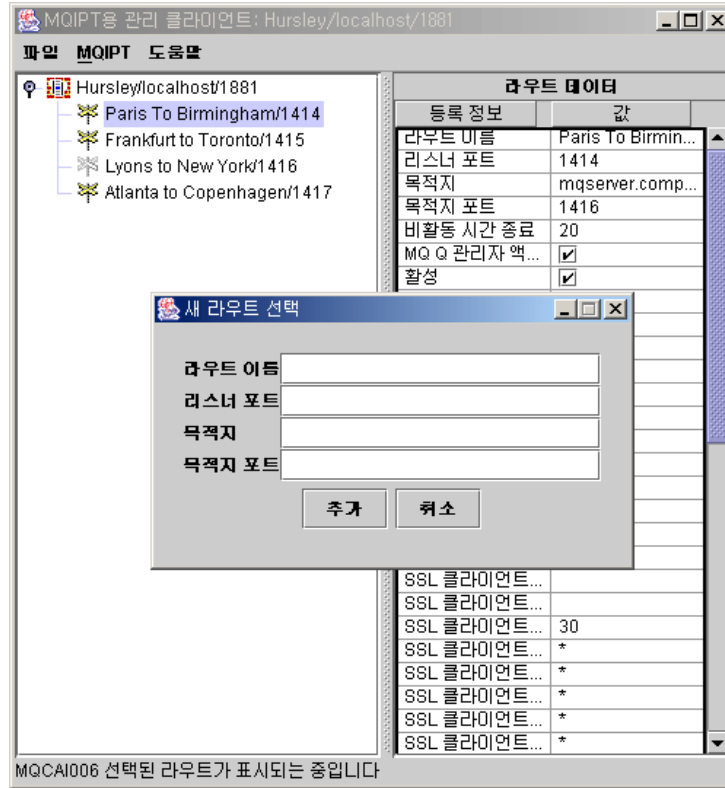 MQIPT용 관리 클라이언트: Hursley/localhost/1881
파일 MQIPT 도움말
Hursley/localhost/1881
Paris To Birmingham/1414
Frankfurt to Toronto/1415
Lyons to New York/1416
Atlanta to Copenhagen/1417
라우트 데이터
등록 정보 값
라우트 이름 Paris To Birmin...
리스너 포트 1414
목적지 mqserver.comp...
목적지 포트 1416
비활동 시간 종료 20
MQ Q 관리자 액...
활성
새 라우트 선택
라우트 이름
리스너 포트
목적지
목적지 포트
추가 취소
SSL 클라이언트...
SSL 클라이언트...
SSL 클라이언트... 30
SSL 클라이언트... *
SSL 클라이언트... *
SSL 클라이언트... *
SSL 클라이언트... *
SSL 클라이언트... *
MQCAI006 선택된 라우트가 표시되는 중입니다